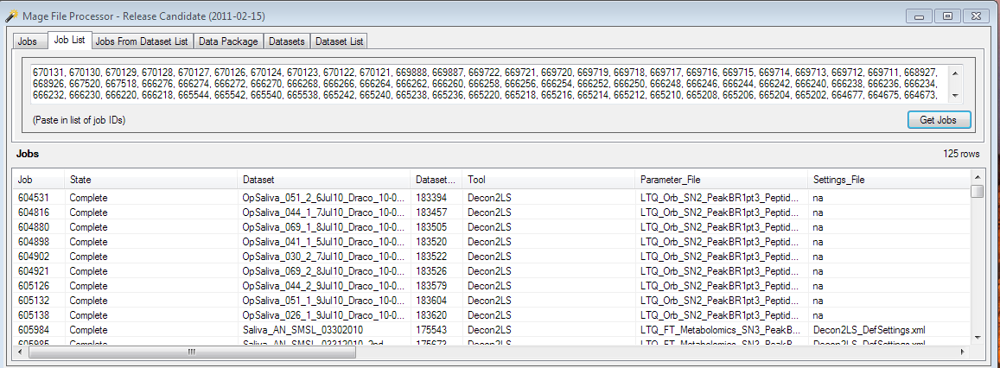 Mage File Processor - Release Candidate (2011-02-15)
Jobs Job List Jobs From Dataset List Data Package Datasets Dataset List
670131, 670130, 670129, 670128, 670127, 670126, 670124, 670123, 670122, 670121, 669888, 669887, 669722, 669721, 669720, 669719, 669718, 669717, 669716, 669715, 669714, 669713, 669712, 669711, 668927,
668926, 667520, 667518, 666276, 666274, 666272, 666270, 666268, 666266, 666264, 666262, 666260, 666258, 666256, 666254, 666252, 666250, 666248, 666246, 666244, 666242, 666240, 666238, 666236, 666234,
666232, 666230, 666220, 666218, 665544, 665542, 665540, 665538, 665242, 665240, 665238, 665236, 665220, 665218, 665216, 665214, 665212, 665210, 665208, 665206, 665204, 665202, 664677, 664675, 664673,
(Paste in list of job IDs) Get Jobs
Jobs 125 rows
Job State Dataset Dataset... Tool Parameter_File Settings_File
604531 Complete OpSaliva_051_2_6Jul10_Draco_10-0... 183394 Decon2LS LTQ_Orb_SN2_PeakBR1pt3_Peptid... na
604816 Complete OpSaliva_044_1_7Jul10_Draco_10-0... 183457 Decon2LS LTQ_Orb_SN2_PeakBR1pt3_Peptid... na
604880 Complete OpSaliva_069_1_8Jul10_Draco_10-0... 183505 Decon2LS LTQ_Orb_SN2_PeakBR1pt3_Peptid... na
604898 Complete OpSaliva_041_1_5Jul10_Draco_10-0... 183520 Decon2LS LTQ_Orb_SN2_PeakBR1pt3_Peptid... na
604902 Complete OpSaliva_030_2_7Jul10_Draco_10-0... 183522 Decon2LS LTQ_Orb_SN2_PeakBR1pt3_Peptid... na
604921 Complete OpSaliva_069_2_8Jul10_Draco_10-0... 183526 Decon2LS LTQ_Orb_SN2_PeakBR1pt3_Peptid... na
605126 Complete OpSaliva_044_2_9Jul10_Draco_10-0... 183579 Decon2LS LTQ_Orb_SN2_PeakBR1pt3_Peptid... na
605132 Complete OpSaliva_051_1_9Jul10_Draco_10-0... 183604 Decon2LS LTQ_Orb_SN2_PeakBR1pt3_Peptid... na
605138 Complete OpSaliva_026_1_9Jul10_Draco_10-0... 183620 Decon2LS LTQ_Orb_SN2_PeakBR1pt3_Peptid... na
605984 Complete Saliva_AN_SMSL_03302010 175543 Decon2LS LTQ_FT_Metabolomics_SN3_PeakB... Decon2LS_DefSettings.xml
605985 Complete Saliva_AN_SMSL_03312010_2nd 175673 Decon2LS LTQ_FT_Metabolomics_SN3_PeakB... Decon2LS_DefSettings.xml